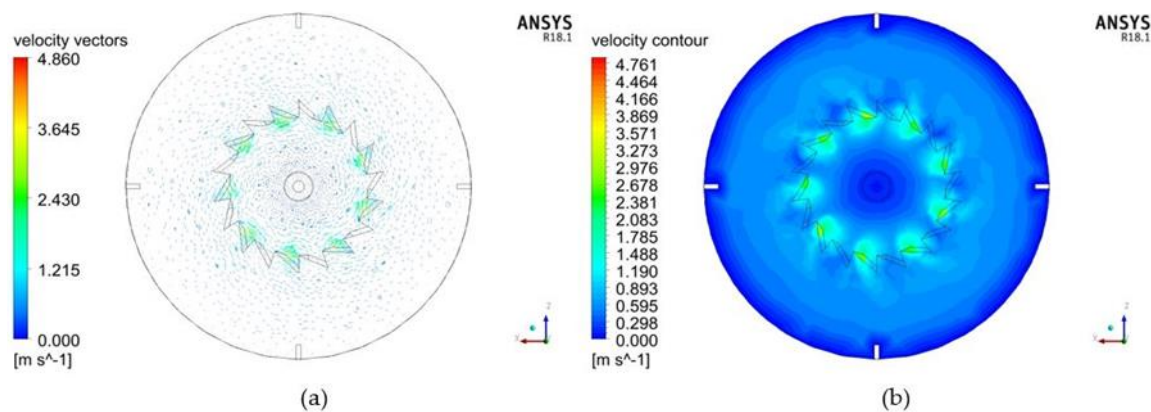 velocity vectors
4.860
3.645
2.430
1.215
0.000
[m s^-1]
ANSYS
R18.1
Z
X
(a)
velocity contour
4.761
4.464
4.166
3.869
3.571
3.273
2.976
2.678
2.381
2.083
1.785
1.488
1.190
0.893
0.595
0.298
0.000
[m s^-1]
ANSYS
R18.1
Z
X
(b)